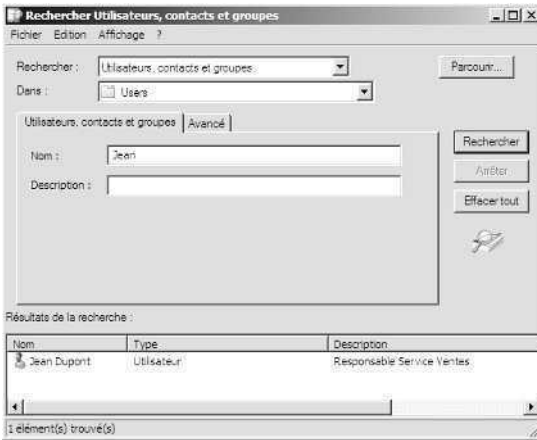 Rechercher Utilisateurs, contacts et groupes
Fichier Edition Affichage ?
Rechercher : Utilisateurs, contacts et groupes Parcourir...
Dans : Users
Utilisateurs, contacts et groupes Avancé
Rechercher
Nom : Jean
Arrêter
Description :
Effacer tout
Résultats de la recherche :
Nom Type Description
Jean Dupont Utilisateur Responsable Service Ventes
1 élément(s) trouvé(s)